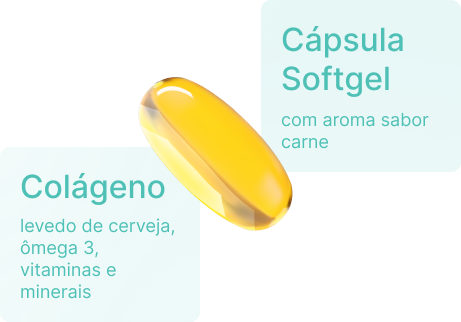 Cápsula
Softgel
com aroma sabor
carne
Colágeno
levedo de cerveja,
ômega 3,
vitaminas e
minerais